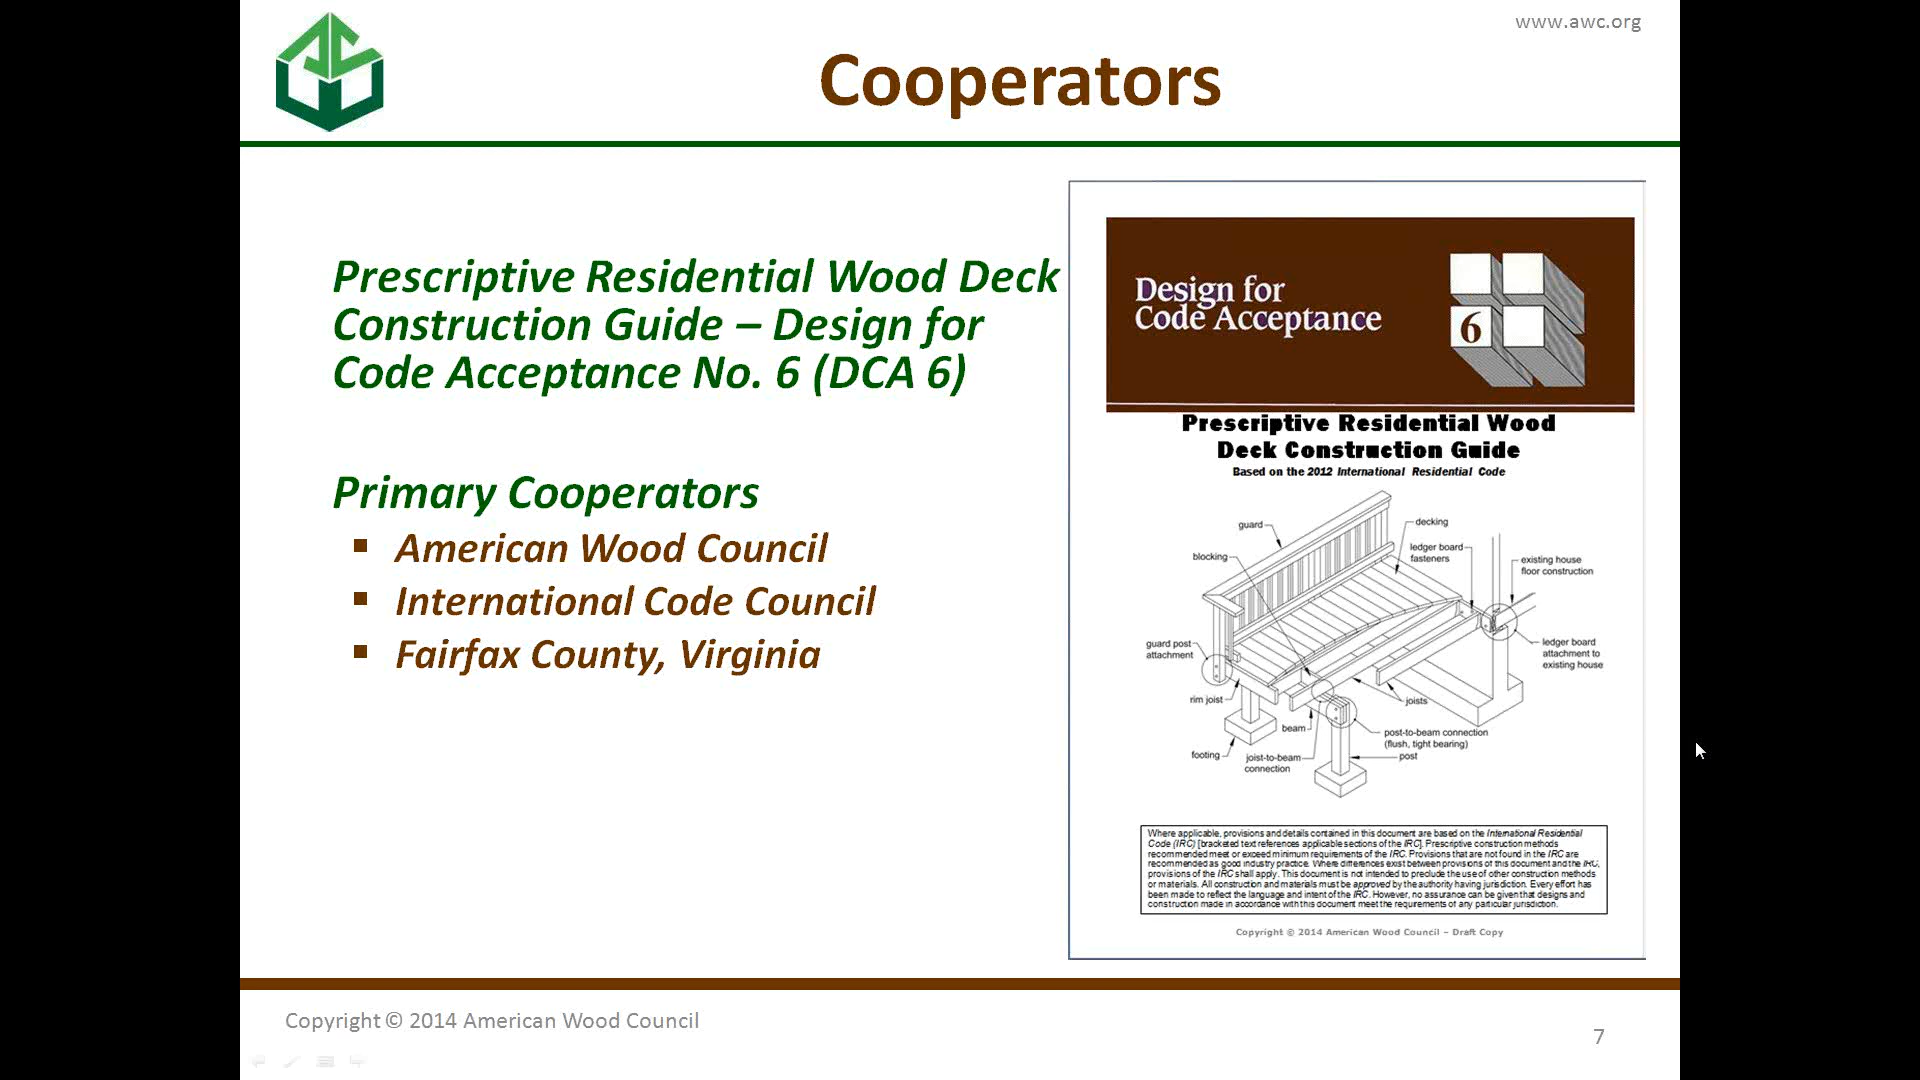 www.awc.org
Cooperators
Prescriptive Residential Wood Deck
Construction Guide – Design for
Code Acceptance No. 6 (DCA 6)
Primary Cooperators
▪ American Wood Council
▪ International Code Council
▪ Fairfax County, Virginia
Design for
Code Acceptance
6
Prescriptive Residential Wood
Deck Construction Guide
Based on the 2012 International Residential Code
guard
decking
blocking
ledger board
fasteners
existing house
floor construction
guard post
attachment
ledger board
attachment to
existing house
rim joist
joists
beam
post-to-beam connection
(flush, tight bearing)
footing
joist-to-beam
connection
post
Where applicable, provisions and details contained in this document are based on the International Residential
Code (IRC) [bracketed text references applicable sections of the IRC]. Prescriptive construction methods
recommended meet or exceed minimum requirements of the IRC. Provisions that are not found in the IRC are
recommended as good industry practice. Where differences exist between provisions of this document and the IRC,
provisions of the IRC shall apply. This document is not intended to preclude the use of other construction methods
or materials. All construction and materials must be approved by the authority having jurisdiction. Every effort has
been made to reflect the language and intent of the IRC. However, no assurance can be given that designs and
construction made in accordance with this document meet the requirements of any particular jurisdiction.
Copyright © 2014 American Wood Council – Draft Copy
Copyright © 2014 American Wood Council
7